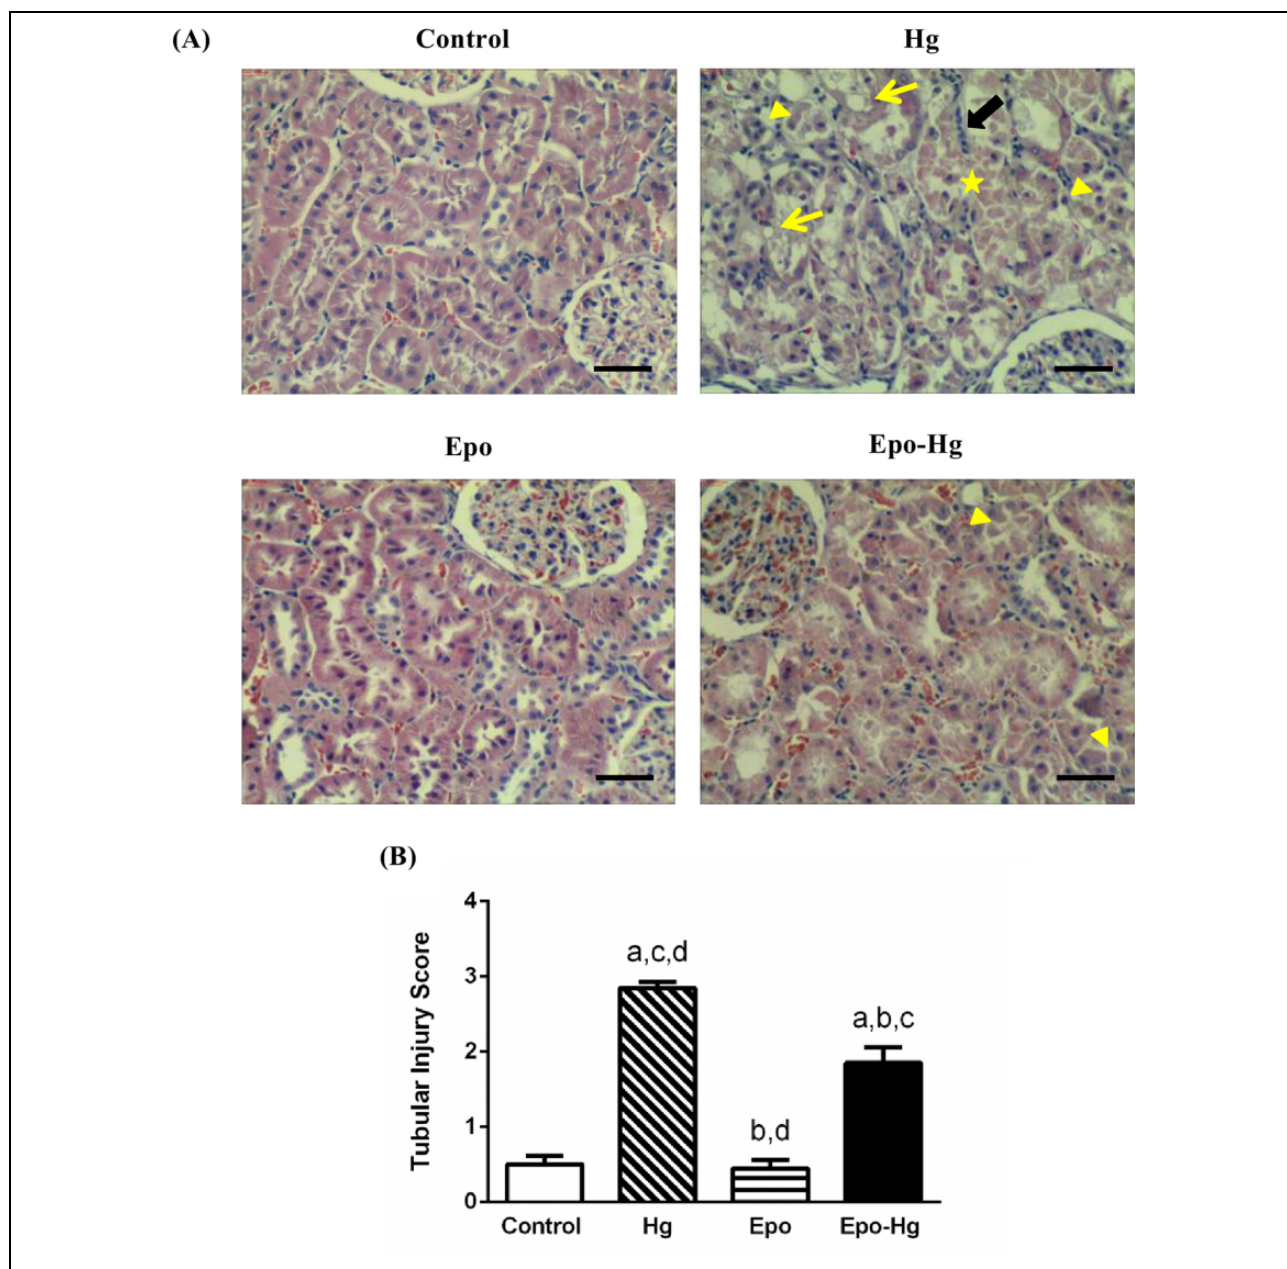 (A)
Control
Hg
Epo
Epo-Hg
(B)
Tubular Injury Score
4
3
2
1
0
a,c,d
b,d
a,b,c
Control
Hg
Epo
Epo-Hg